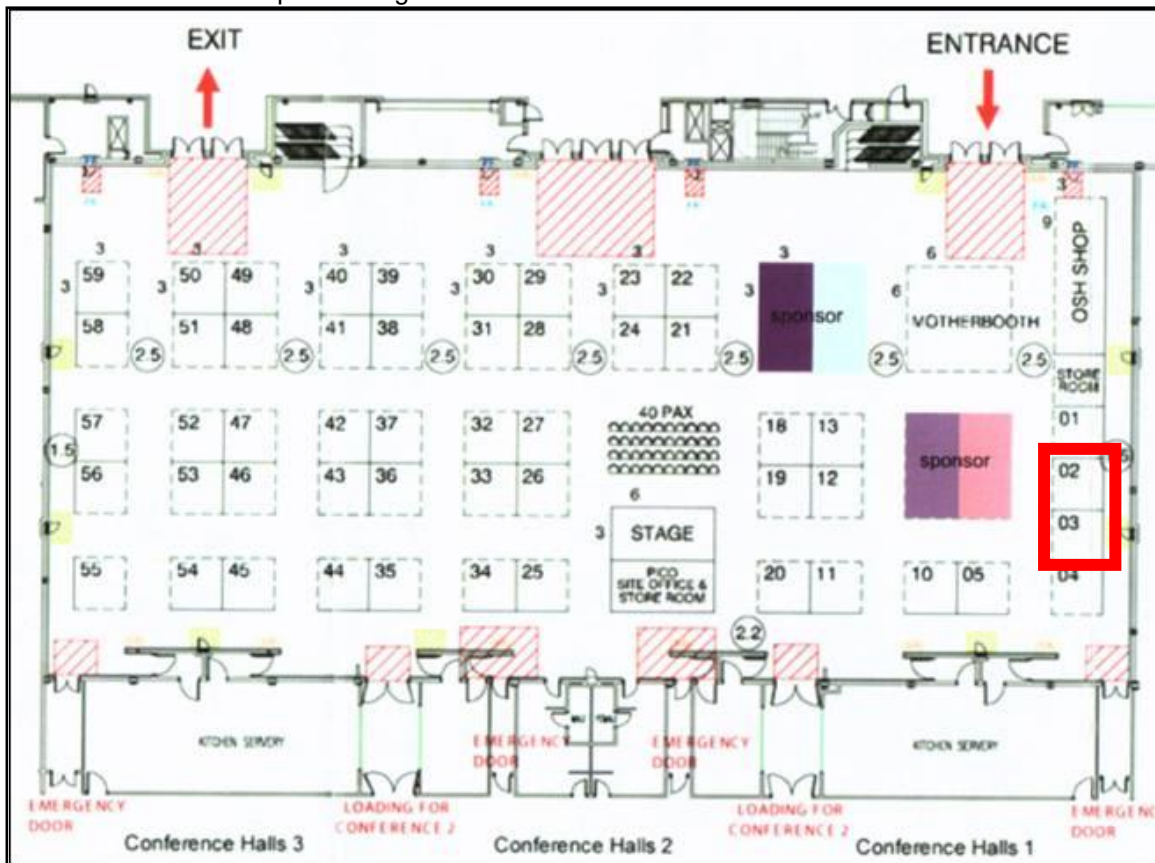 EXIT
ENTRANCE
3
9
OSH SHOP
3 3 3 3 3 3 6
3 59
3 50 49
3 40 39
3 30 29
3 23 22
3 sponsor
6 VOTHERBOOTH
58
51 48
41 38
31 28
24 21
2.5 2.5 2.5 2.5 2.5 2.5 2.5
STORE
ROOM
01
57
52 47
42 37
32 27
40 PAX
18 13
sponsor
1.5
02
56
53 46
43 36
33 26
19 12
03
6
3 STAGE
55
54 45
44 35
34 25
PICO
SITE OFFICE &
STORE ROOM
20 11
10 05
04
2.2
KITCHEN SERVERY
KITCHEN SERVERY
EMERGENCY
DOOR
EMERGENCY
DOOR
EMERGENCY
DOOR
LOADING FOR
CONFERENCE 2
LOADING FOR
CONFERENCE 2
EMERGENCY
DOOR
Conference Halls 3
Conference Halls 2
Conference Halls 1